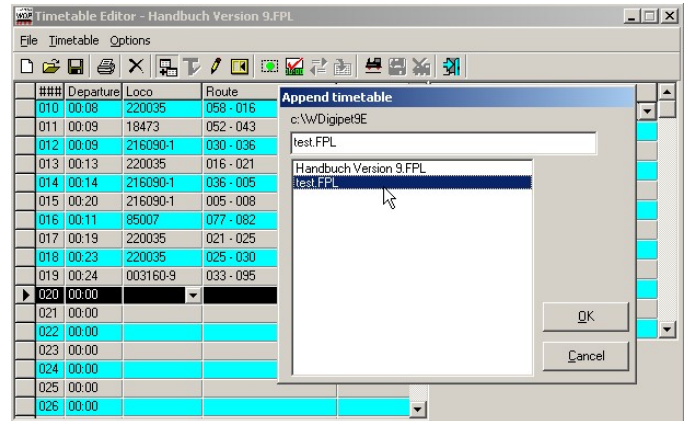 Timetable Editor - Handbuch Version 9.FPL
File Timetable Options
### Departure Loco Route
010 00:08 220035 058 - 016
011 00:09 18473 052 - 043
012 00:09 216090-1 030 - 036
013 00:13 220035 016 - 021
014 00:14 216090-1 036 - 005
015 00:20 216090-1 005 - 008
016 00:11 85007 077 - 082
017 00:19 220035 021 - 025
018 00:23 220035 025 - 030
019 00:24 003160-9 033 - 095
020 00:00
021 00:00
022 00:00
023 00:00
024 00:00
025 00:00
026 00:00
Append timetable
c:\WDigipet9E
test.FPL
Handbuch Version 9.FPL
test.FPL
OK
Cancel